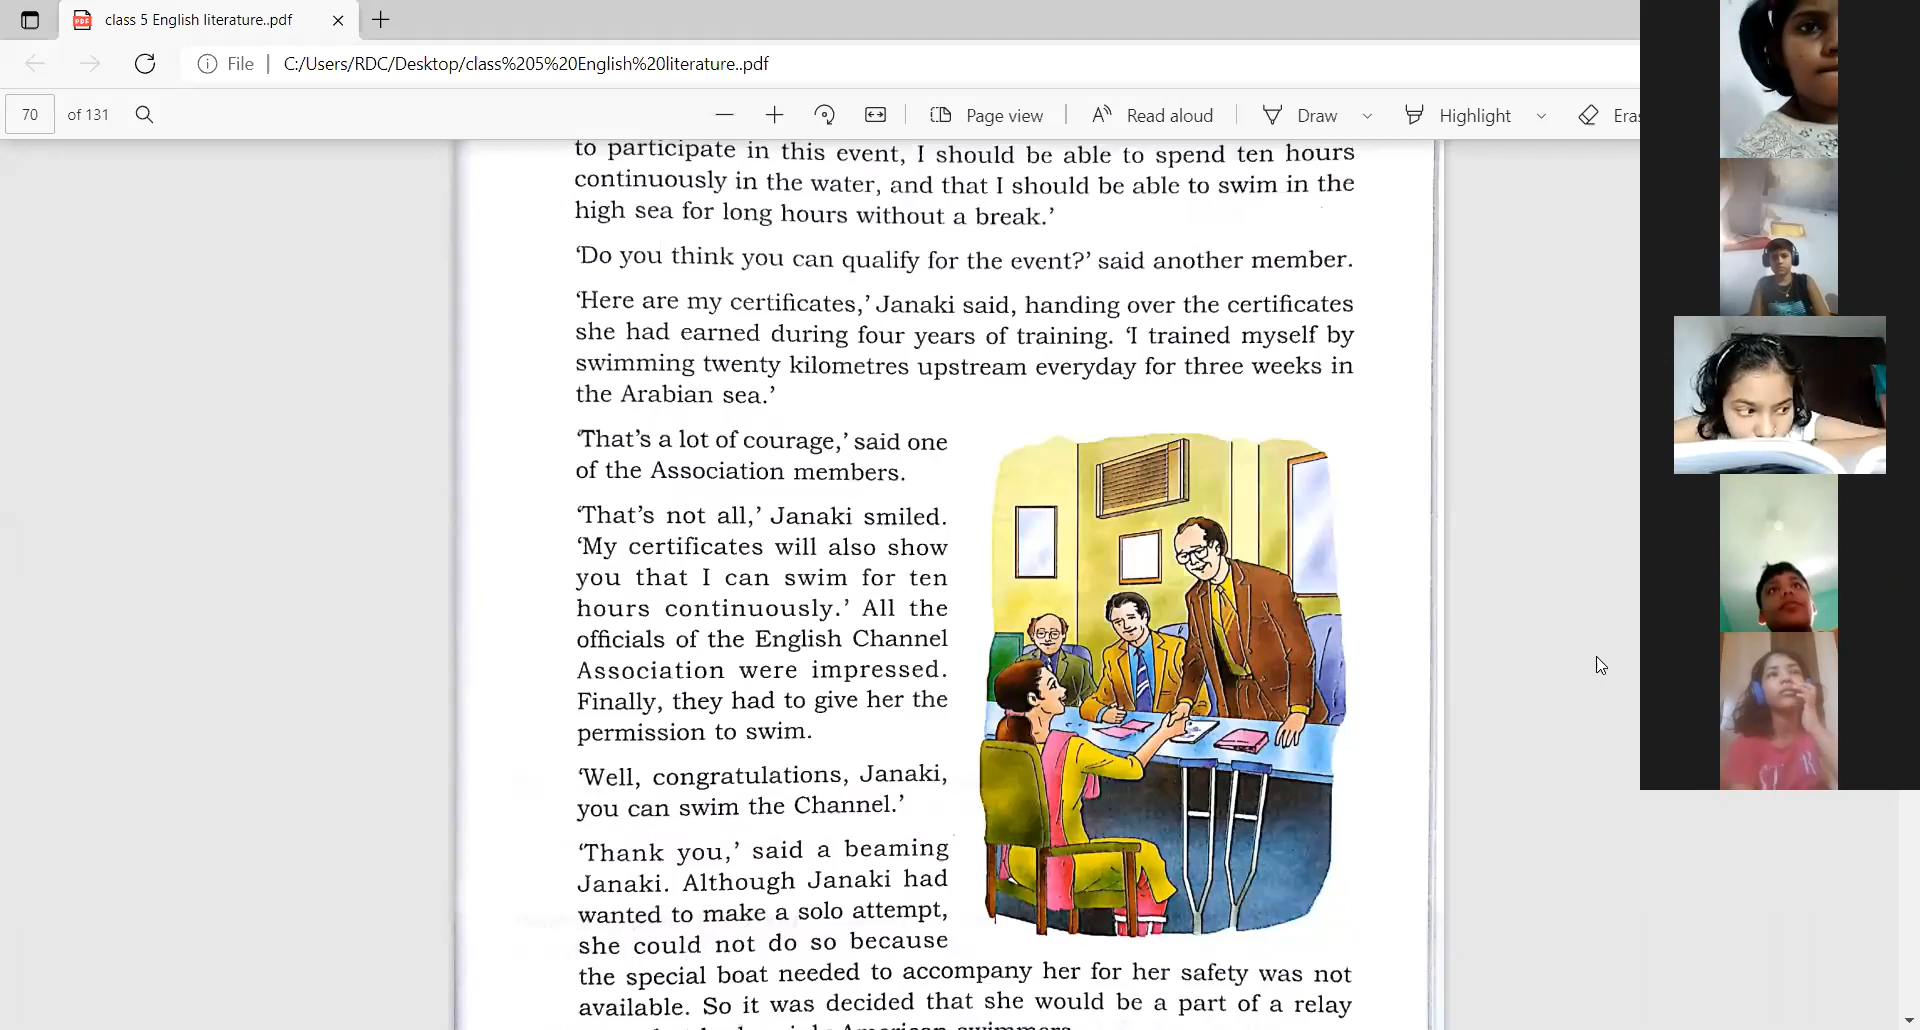 class 5 English literature..pdf
File
C:/Users/RDC/Desktop/class%205%20English%20literature..pdf
70 of 131
Page view
Read aloud
Draw
Highlight
Eras
to participate in this event, I should be able to spend ten hours
continuously in the water, and that I should be able to swim in the
high sea for long hours without a break.’
‘Do you think you can qualify for the event?’ said another member.
‘Here are my certificates,’ Janaki said, handing over the certificates
she had earned during four years of training. ‘I trained myself by
swimming twenty kilometres upstream everyday for three weeks in
the Arabian sea.’
‘That’s a lot of courage,’ said one
of the Association members.
‘That’s not all,’ Janaki smiled.
‘My certificates will also show
you that I can swim for ten
hours continuously.’ All the
officials of the English Channel
Association were impressed.
Finally, they had to give her the
permission to swim.
‘Well, congratulations, Janaki,
you can swim the Channel.’
‘Thank you,’ said a beaming
Janaki. Although Janaki had
wanted to make a solo attempt,
she could not do so because
the special boat needed to accompany her for her safety was not
available. So it was decided that she would be a part of a relay
American swimmers